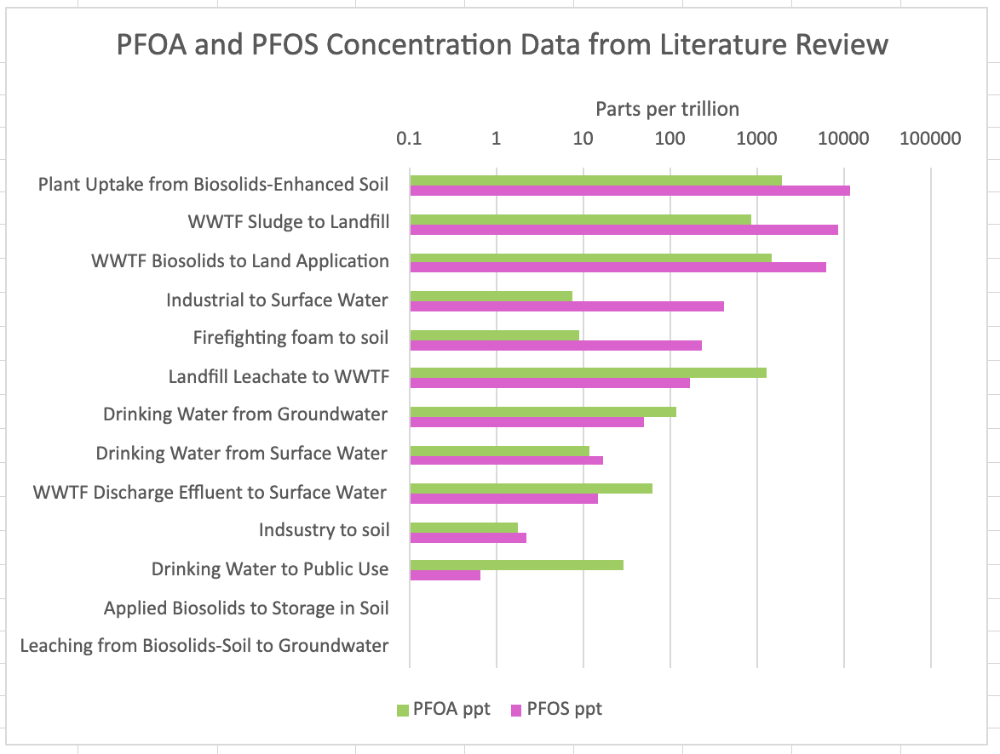 PFOA and PFOS Concentration Data from Literature Review
Parts per trillion
0.1 1 10 100 1000 10000 100000
Plant Uptake from Biosolids-Enhanced Soil
WWTF Sludge to Landfill
WWTF Biosolids to Land Application
Industrial to Surface Water
Firefighting foam to soil
Landfill Leachate to WWTF
Drinking Water from Groundwater
Drinking Water from Surface Water
WWTF Discharge Effluent to Surface Water
Indsustry to soil
Drinking Water to Public Use
Applied Biosolids to Storage in Soil
Leaching from Biosolids-Soil to Groundwater
PFOA ppt PFOS ppt